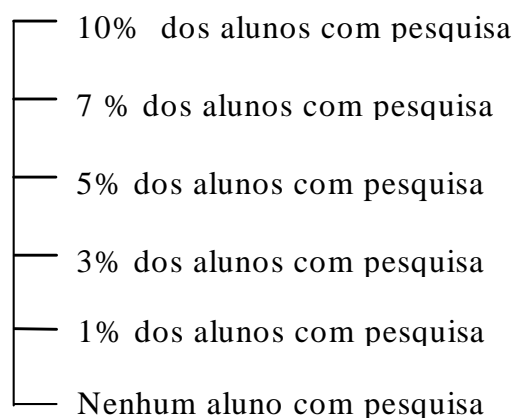 10% dos alunos com pesquisa
7 % dos alunos com pesquisa
5% dos alunos com pesquisa
3% dos alunos com pesquisa
1% dos alunos com pesquisa
Nenhum aluno com pesquisa